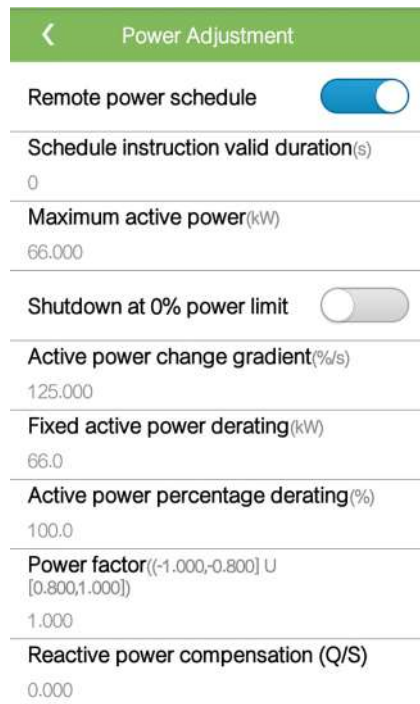 Power Adjustment
Remote power schedule
Schedule instruction valid duration(s)
0
Maximum active power(kW)
66.000
Shutdown at 0% power limit
Active power change gradient(%/s)
125.000
Fixed active power derating(kW)
66.0
Active power percentage derating(%)
100.0
Power factor((-1.000,-0.800] U
[0.800,1.000])
1.000
Reactive power compensation (Q/S)
0.000